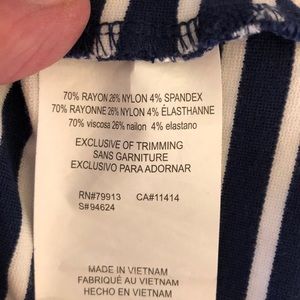 70% RAYON 26% NYLON 4% SPANDEX
70% RAYONNE 26% NYLON 4% ÉLASTHANNE
70% viscosa 26% nailon 4% elastano
EXCLUSIVE OF TRIMMING
SANS GARNITURE
EXCLUSIVO PARA ADORNAR
RN#79913 CA#11414
S#94624
MADE IN VIETNAM
FABRIQUÉ AU VIETNAM
HECHO EN VIETNAM